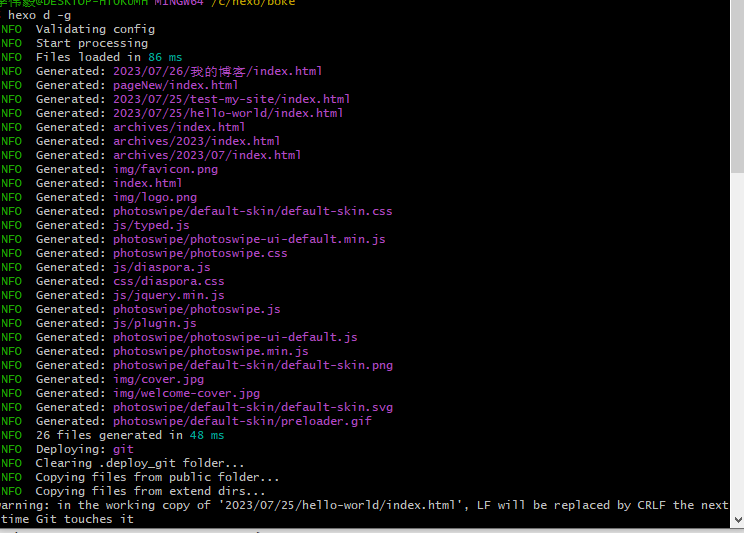 @DESKTOP-H10KUMH MINGW64 /c/hexo/boke
hexo d -g
NFO Validating config
NFO Start processing
NFO Files loaded in 86 ms
NFO Generated: 2023/07/26/我的博客/index.html
NFO Generated: pageNew/index.html
NFO Generated: 2023/07/25/test-my-site/index.html
NFO Generated: 2023/07/25/hello-world/index.html
NFO Generated: archives/index.html
NFO Generated: archives/2023/index.html
NFO Generated: archives/2023/07/index.html
NFO Generated: img/favicon.png
NFO Generated: index.html
NFO Generated: img/logo.png
NFO Generated: photoswipe/default-skin/default-skin.css
NFO Generated: js/typed.js
NFO Generated: photoswipe/photoswipe-ui-default.min.js
NFO Generated: photoswipe/photoswipe.css
NFO Generated: js/diaspora.js
NFO Generated: css/diaspora.css
NFO Generated: js/jquery.min.js
NFO Generated: photoswipe/photoswipe.js
NFO Generated: js/plugin.js
NFO Generated: photoswipe/photoswipe-ui-default.js
NFO Generated: photoswipe/photoswipe.min.js
NFO Generated: photoswipe/default-skin/default-skin.png
NFO Generated: img/cover.jpg
NFO Generated: img/welcome-cover.jpg
NFO Generated: photoswipe/default-skin/default-skin.svg
NFO Generated: photoswipe/default-skin/preloader.gif
NFO 26 files generated in 48 ms
NFO Deploying: git
NFO Clearing .deploy_git folder...
NFO Copying files from public folder...
NFO Copying files from extend dirs...
warning: in the working copy of '2023/07/25/hello-world/index.html', LF will be replaced by CRLF the next
time Git touches it